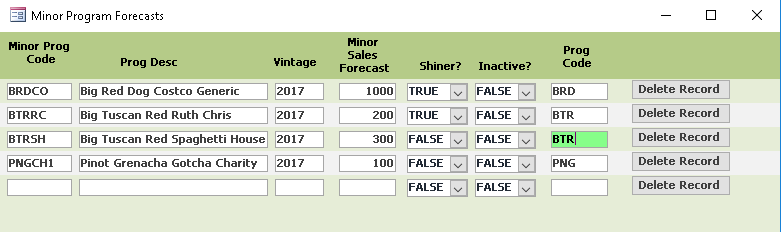 Minor Program Forecasts
Minor Prog Code Prog Desc Vintage Minor Sales Forecast Shiner? Inactive? Prog Code
BRDCO Big Red Dog Costco Generic 2017 1000 TRUE FALSE BRD Delete Record
BTRRC Big Tuscan Red Ruth Chris 2017 200 TRUE FALSE BTR Delete Record
BTRSH Big Tuscan Red Spaghetti House 2017 300 FALSE FALSE BTR Delete Record
PNGCH1 Pinot Grenacha Gotcha Charity 2017 100 FALSE FALSE PNG Delete Record
FALSE FALSE Delete Record